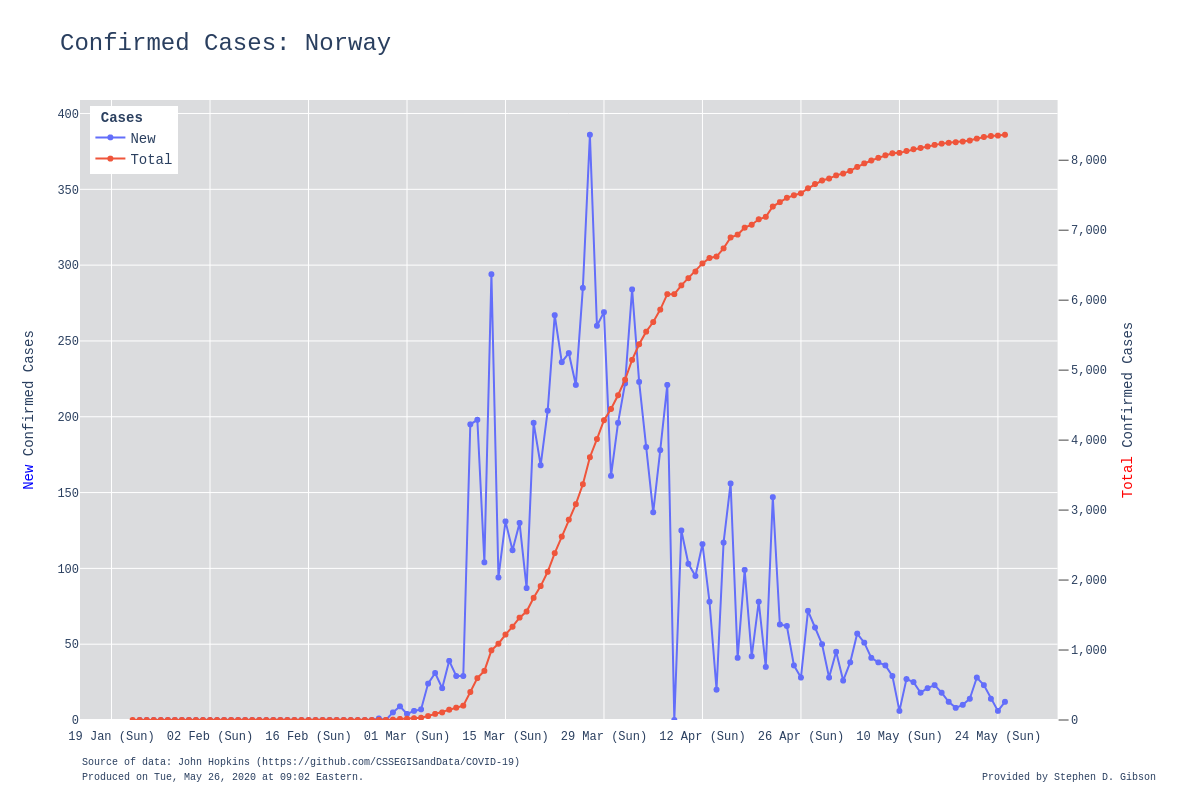 Confirmed Cases: Norway
Cases
New
Total
400
350
300
250
200
150
100
50
0
8,000
7,000
6,000
5,000
4,000
3,000
2,000
1,000
0
New Confirmed Cases
Total Confirmed Cases
19 Jan (Sun) 02 Feb (Sun) 16 Feb (Sun) 01 Mar (Sun) 15 Mar (Sun) 29 Mar (Sun) 12 Apr (Sun) 26 Apr (Sun) 10 May (Sun) 24 May (Sun)
Source of data: John Hopkins (https://github.com/CSSEGISandData/COVID-19)
Produced on Tue, May 26, 2020 at 09:02 Eastern.
Provided by Stephen D. Gibson